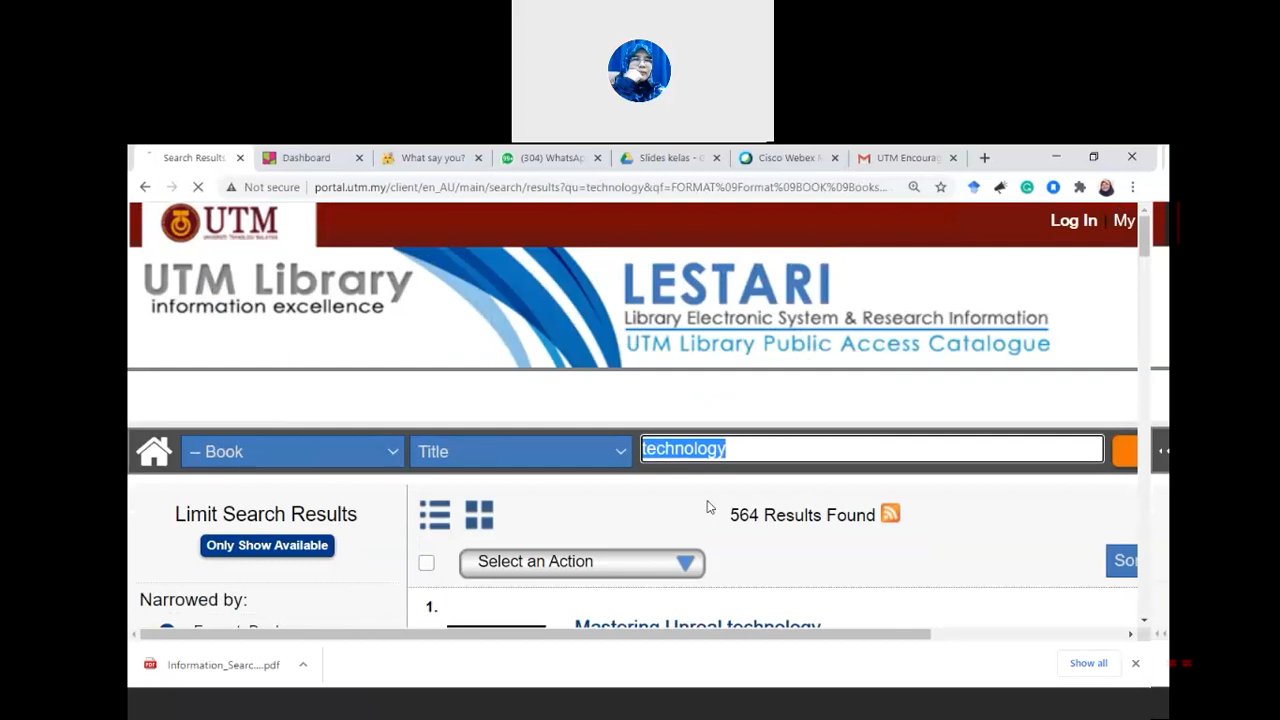 Search Results
Dashboard
What say you?
(304) WhatsAp
Slides kelas - 
Cisco Webex M
UTM Encourag
Not secure
portal.utm.my/client/en_AU/main/search/results?qu=technology&qf=FORMAT%09Format%09BOOK%09Books...
UTM
Log In | My
UTM Library
information excellence
LESTARI
Library Electronic System & Research Information
UTM Library Public Access Catalogue
– Book
Title
technology
Limit Search Results
Only Show Available
564 Results Found
Select an Action
Sor
Narrowed by:
1.
Mastering Unreal technology
Information_Searc....pdf
Show all